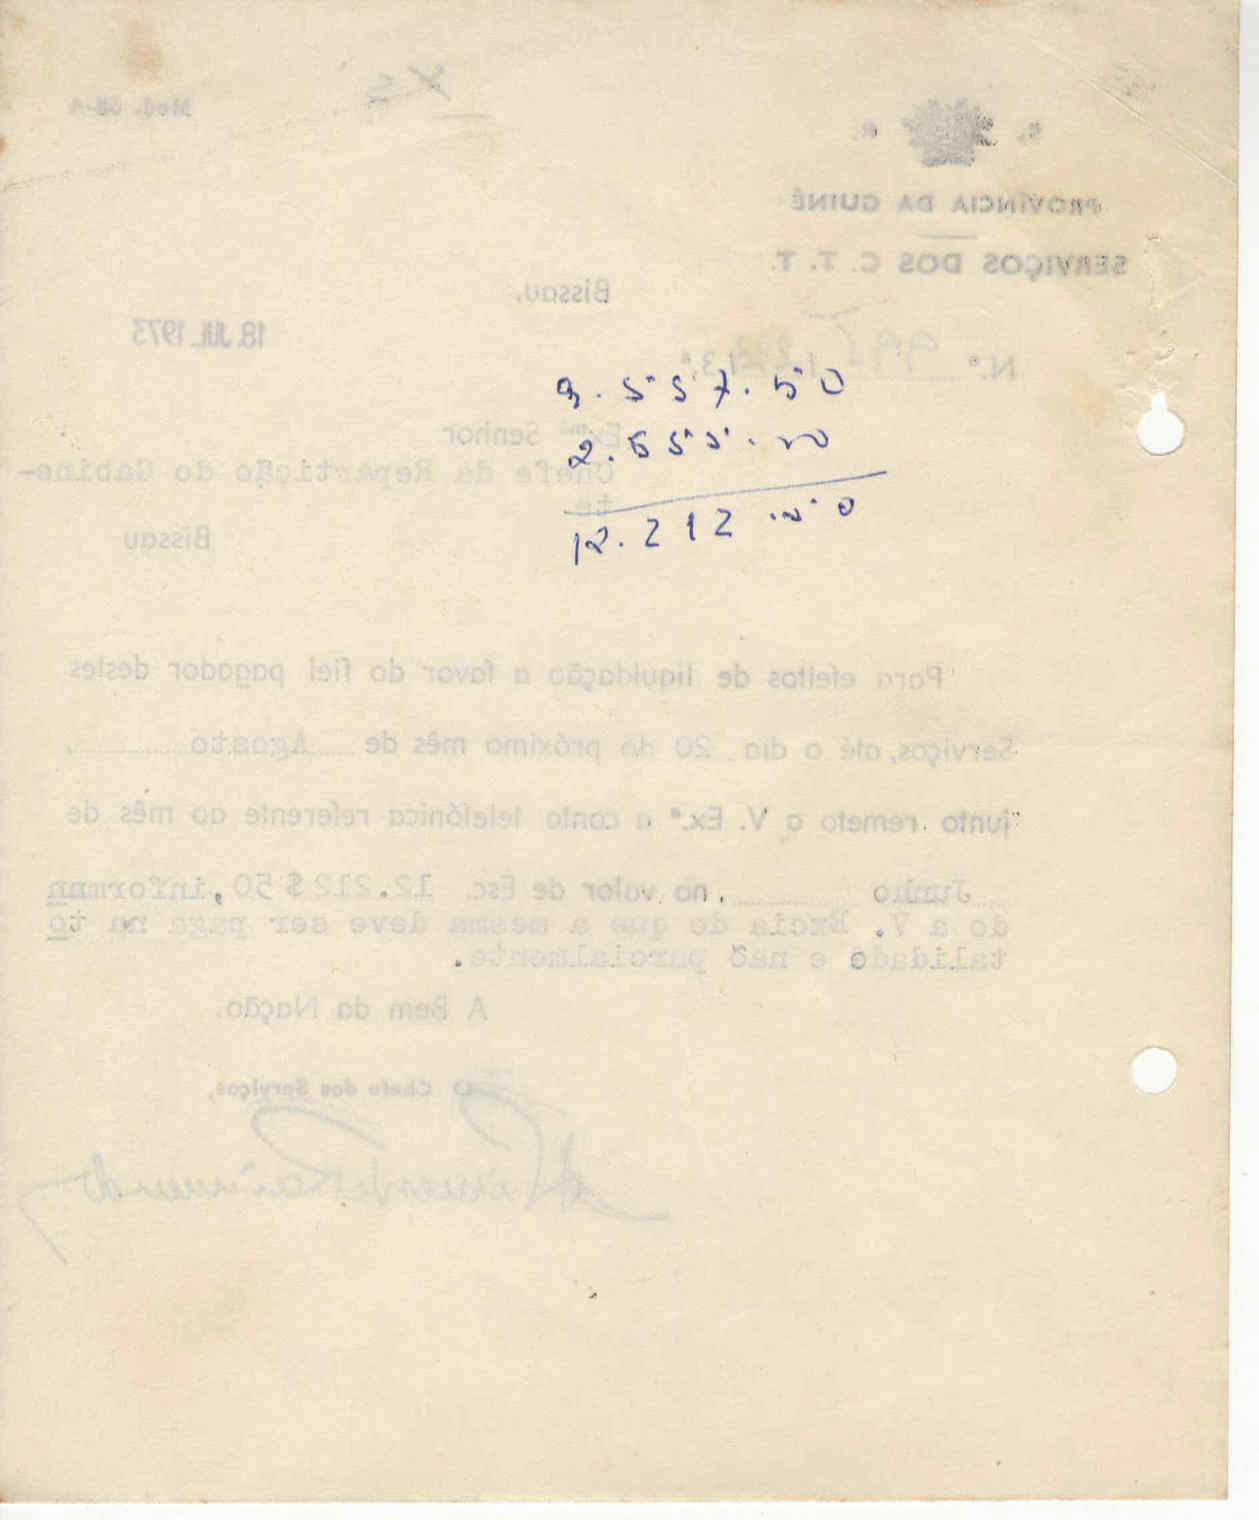 Mod. 58-A
S. R.
PROVÍNCIA DA GUINÉ
SERVIÇOS DOS C. T. T.
Bissau,
18. JUL. 1973
N.º
9.557.50
Ex.mo Senhor
2.655.00
Chefe da Repartição do Gabine-
te
12.212.50
Bissau
Para efeitos de liquidação a favor do fiel pagador destes
Serviços, até o dia 20 do próximo mês de Agosto,
junto remeto a V. Ex.ª a conta telefónica referente ao mês de
Junho, no valor de Esc. 12.212$50, informan
do a V. Excia de que a mesma deve ser paga na to
talidade e não parcialmente.
A Bem da Nação.
O Chefe dos Serviços,